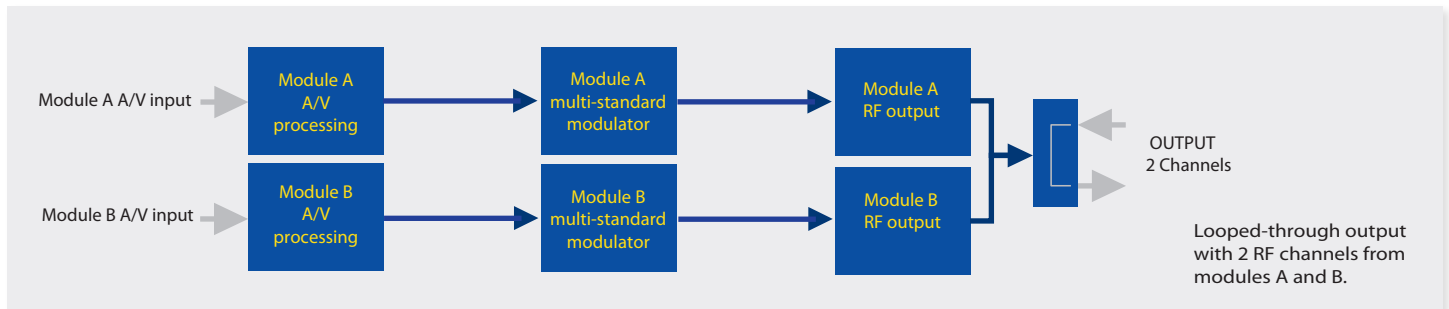 Module A A/V input
Module A
A/V
processing
Module A
multi-standard
modulator
Module A
RF output
Module B A/V input
Module B
A/V
processing
Module B
multi-standard
modulator
Module B
RF output
OUTPUT
2 Channels
Looped-through output
with 2 RF channels from
modules A and B.